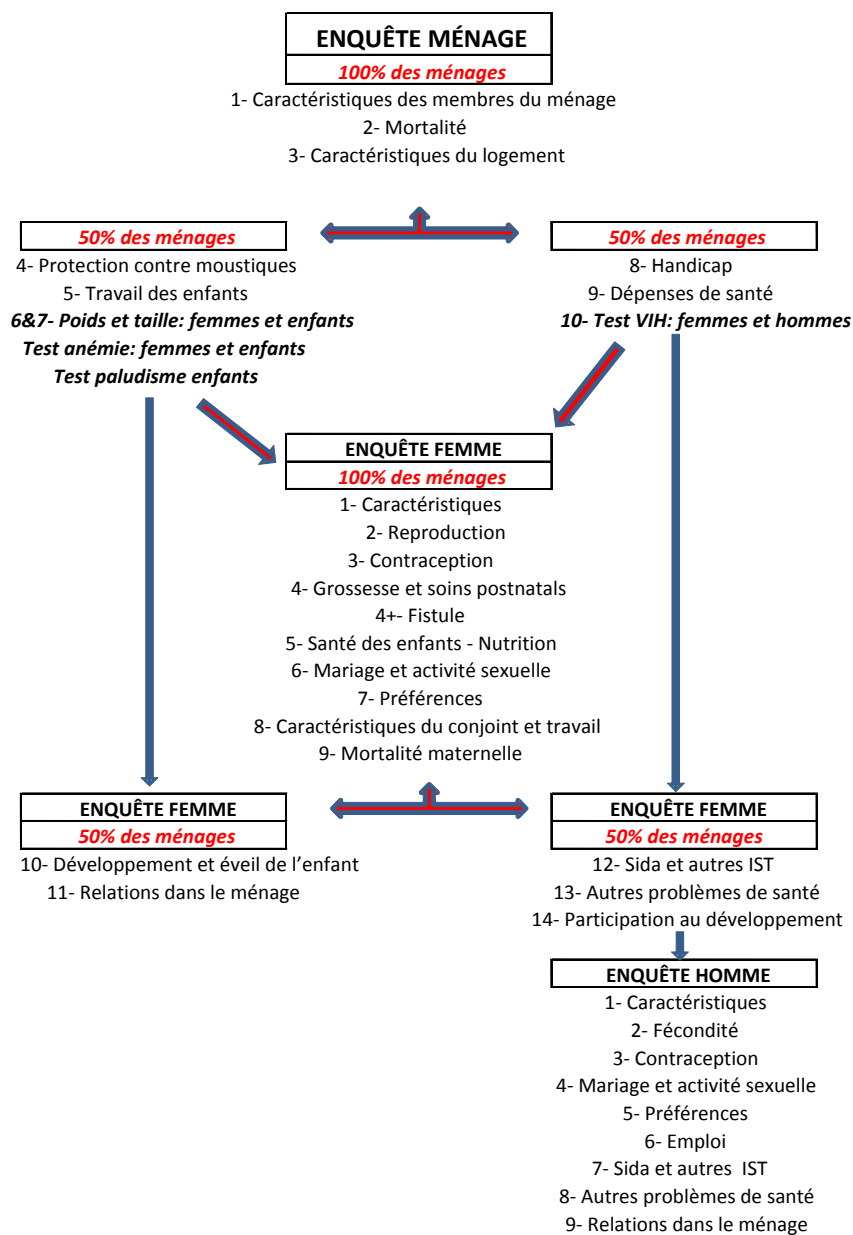 ENQUÊTE MÉNAGE
100% des ménages
1- Caractéristiques des membres du ménage
2- Mortalité
3- Caractéristiques du logement
50% des ménages
4- Protection contre moustiques
5- Travail des enfants
6&7- Poids et taille: femmes et enfants
Test anémie: femmes et enfants
Test paludisme enfants
50% des ménages
8- Handicap
9- Dépenses de santé
10- Test VIH: femmes et hommes
ENQUÊTE FEMME
100% des ménages
1- Caractéristiques
2- Reproduction
3- Contraception
4- Grossesse et soins postnatals
4+- Fistule
5- Santé des enfants - Nutrition
6- Mariage et activité sexuelle
7- Préférences
8- Caractéristiques du conjoint et travail
9- Mortalité maternelle
ENQUÊTE FEMME
50% des ménages
10- Développement et éveil de l’enfant
11- Relations dans le ménage
ENQUÊTE FEMME
50% des ménages
12- Sida et autres IST
13- Autres problèmes de santé
14- Participation au développement
ENQUÊTE HOMME
1- Caractéristiques
2- Fécondité
3- Contraception
4- Mariage et activité sexuelle
5- Préférences
6- Emploi
7- Sida et autres IST
8- Autres problèmes de santé
9- Relations dans le ménage